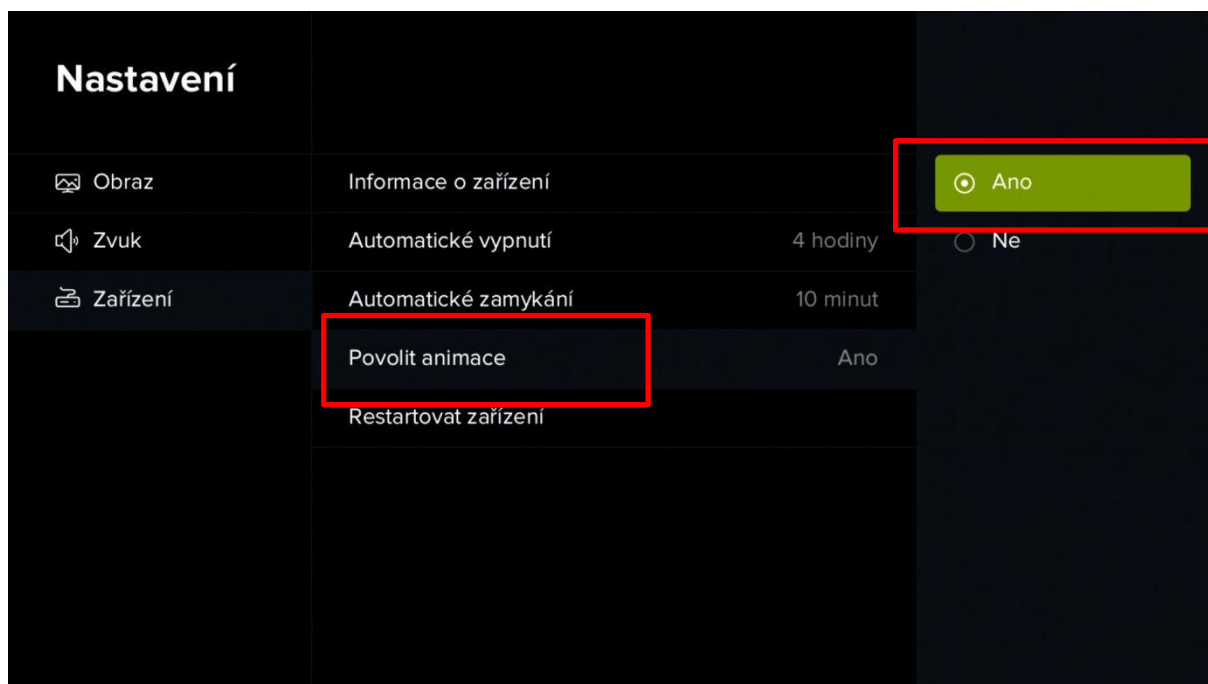 Nastavení
Obraz
Zvuk
Zařízení
Informace o zařízení
Automatické vypnutí 4 hodiny
Automatické zamykání 10 minut
Povolit animace Ano
Restartovat zařízení
Ano
Ne